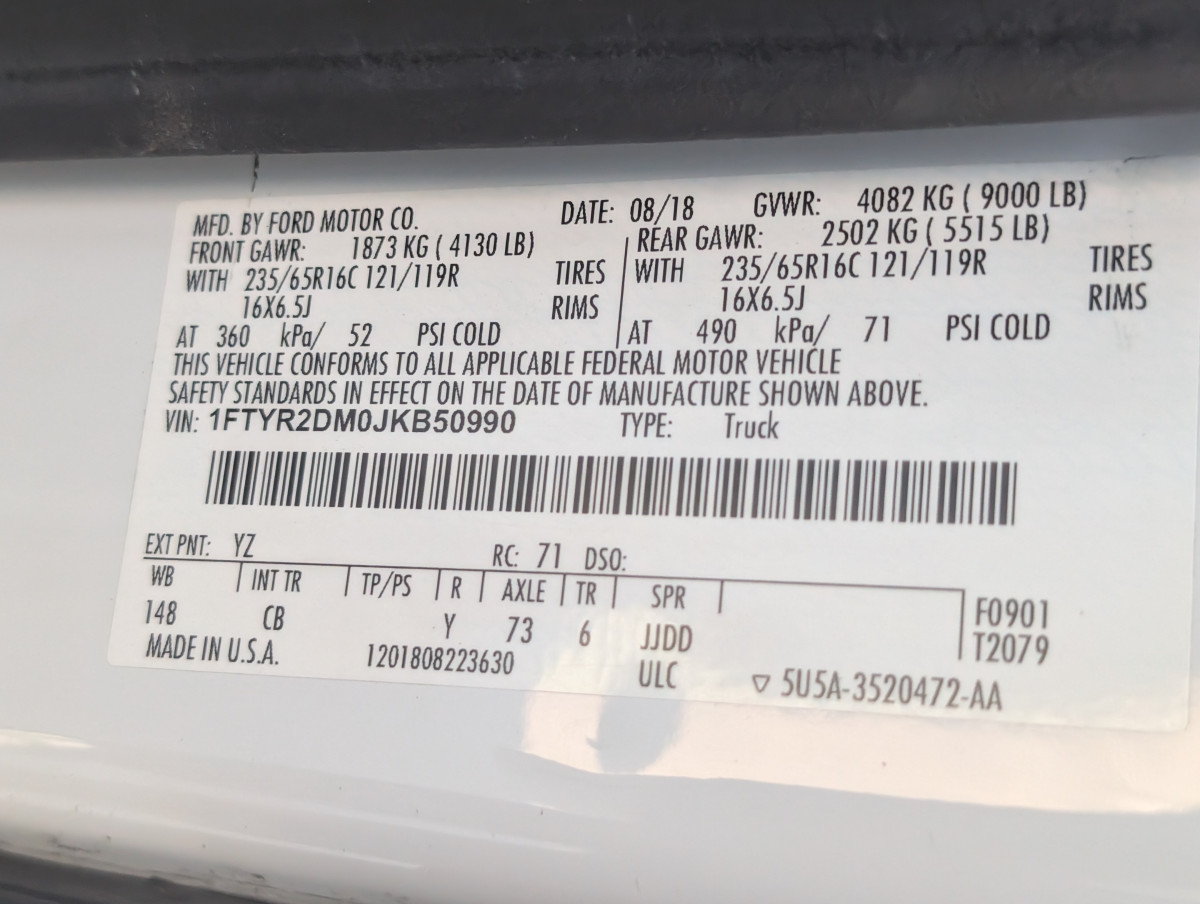 MFD. BY FORD MOTOR CO. DATE: 08/18 GVWR: 4082 KG ( 9000 LB)
FRONT GAWR: 1873 KG ( 4130 LB) REAR GAWR: 2502 KG ( 5515 LB)
WITH 235/65R16C 121/119R TIRES WITH 235/65R16C 121/119R TIRES
16X6.5J RIMS 16X6.5J RIMS
AT 360 kPa/ 52 PSI COLD AT 490 kPa/ 71 PSI COLD
THIS VEHICLE CONFORMS TO ALL APPLICABLE FEDERAL MOTOR VEHICLE
SAFETY STANDARDS IN EFFECT ON THE DATE OF MANUFACTURE SHOWN ABOVE.
VIN: 1FTYR2DM0JKB50990 TYPE: Truck
EXT PNT: YZ RC: 71 DSO:
WB INT TR TP/PS R AXLE TR SPR
148 CB Y 73 6 JJDD F0901
MADE IN U.S.A. 1201808223630 ULC T2079
▽ 5U5A-3520472-AA